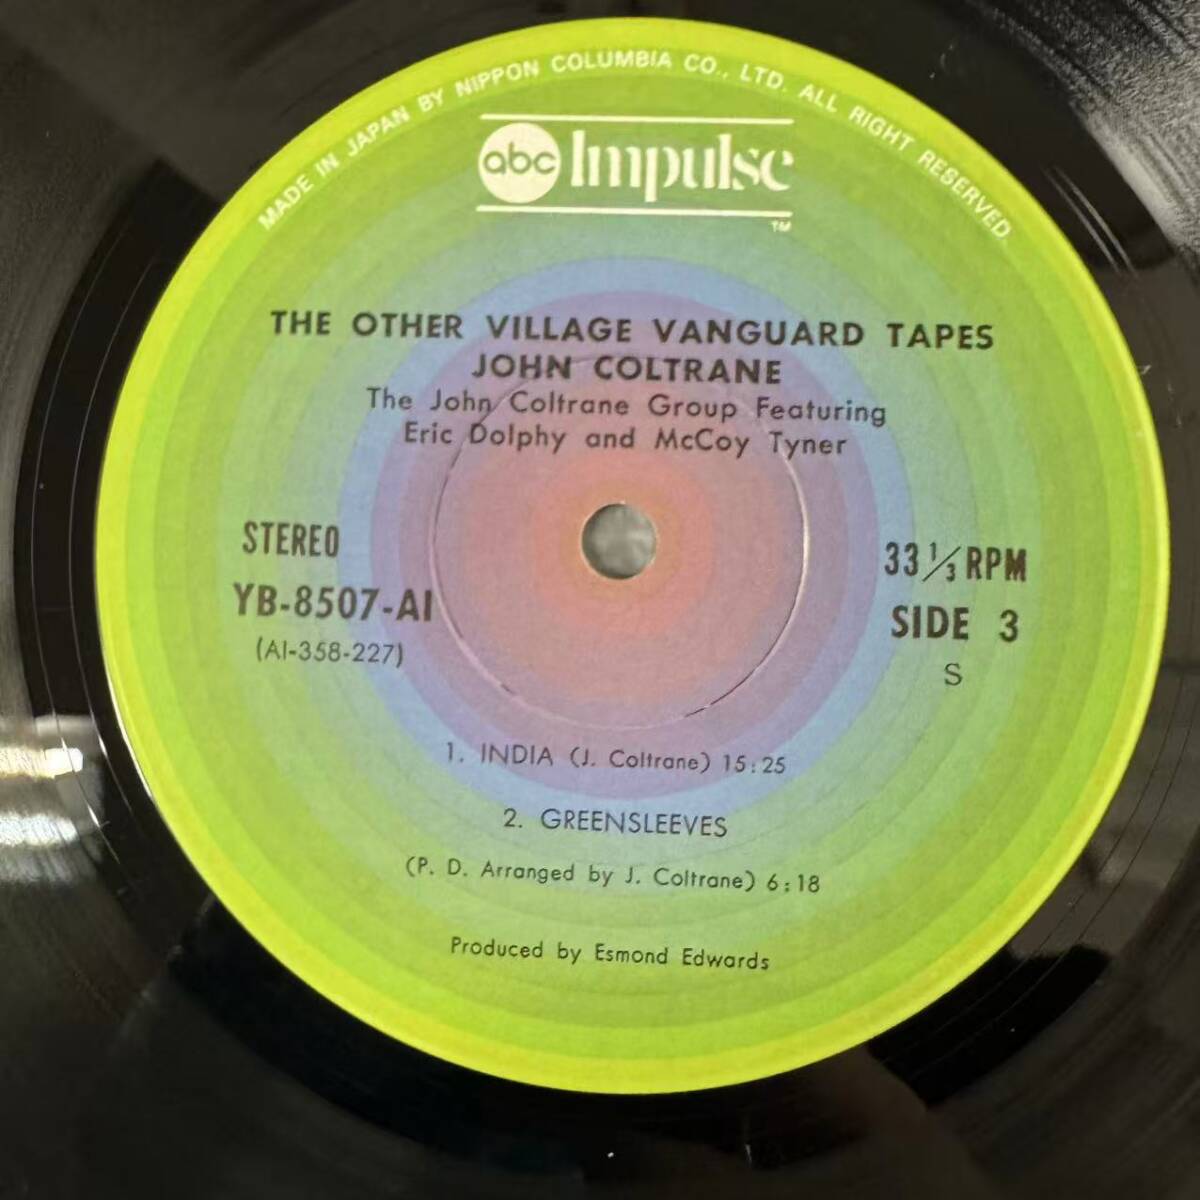 MADE IN JAPAN BY NIPPON COLUMBIA CO., LTD. ALL RIGHT RESERVED.
abc Impulse
TM
THE OTHER VILLAGE VANGUARD TAPES
JOHN COLTRANE
The John Coltrane Group Featuring
Eric Dolphy and McCoy Tyner
STEREO
YB-8507-AI
(AI-358-227)
33 1/3 RPM
SIDE 3
S
1. INDIA (J. Coltrane) 15:25
2. GREENSLEEVES
(P. D. Arranged by J. Coltrane) 6:18
Produced by Esmond Edwards